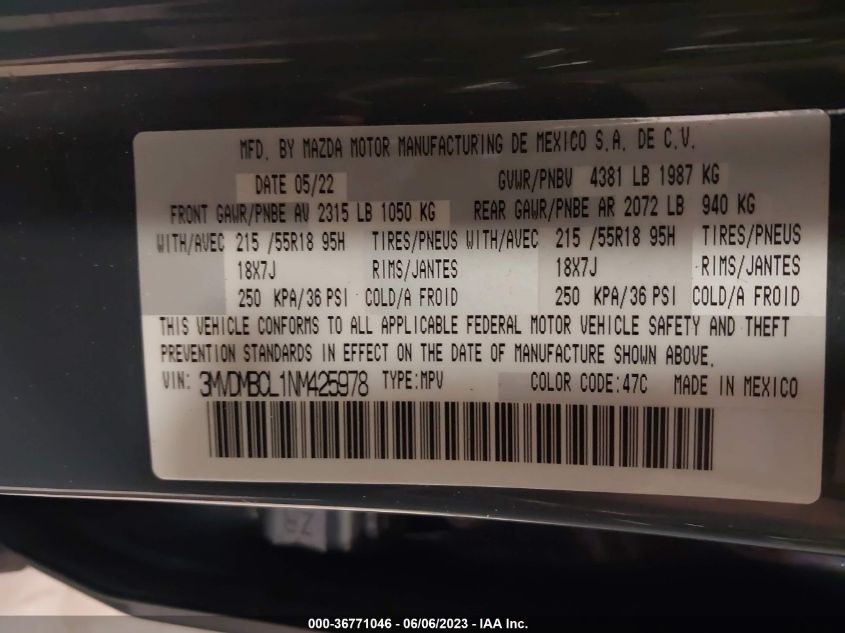 MFD. BY MAZDA MOTOR MANUFACTURING DE MEXICO S.A. DE C.V.
DATE 05/22 GVWR/PNBV 4381 LB 1987 KG
FRONT GAWR/PNBE AV 2315 LB 1050 KG REAR GAWR/PNBE AR 2072 LB 940 KG
WITH/AVEC 215 /55R18 95H TIRES/PNEUS WITH/AVEC 215 /55R18 95H TIRES/PNEUS
18X7J RIMS/JANTES 18X7J RIMS/JANTES
250 KPA/36 PSI COLD/A FROID 250 KPA/36 PSI COLD/A FROID
THIS VEHICLE CONFORMS TO ALL APPLICABLE FEDERAL MOTOR VEHICLE SAFETY AND THEFT
PREVENTION STANDARDS IN EFFECT ON THE DATE OF MANUFACTURE SHOWN ABOVE.
VIN: 3MVDMBCL1NM425978 TYPE:MPV COLOR CODE:47C MADE IN MEXICO
000-36771046 - 06/06/2023 - IAA Inc.